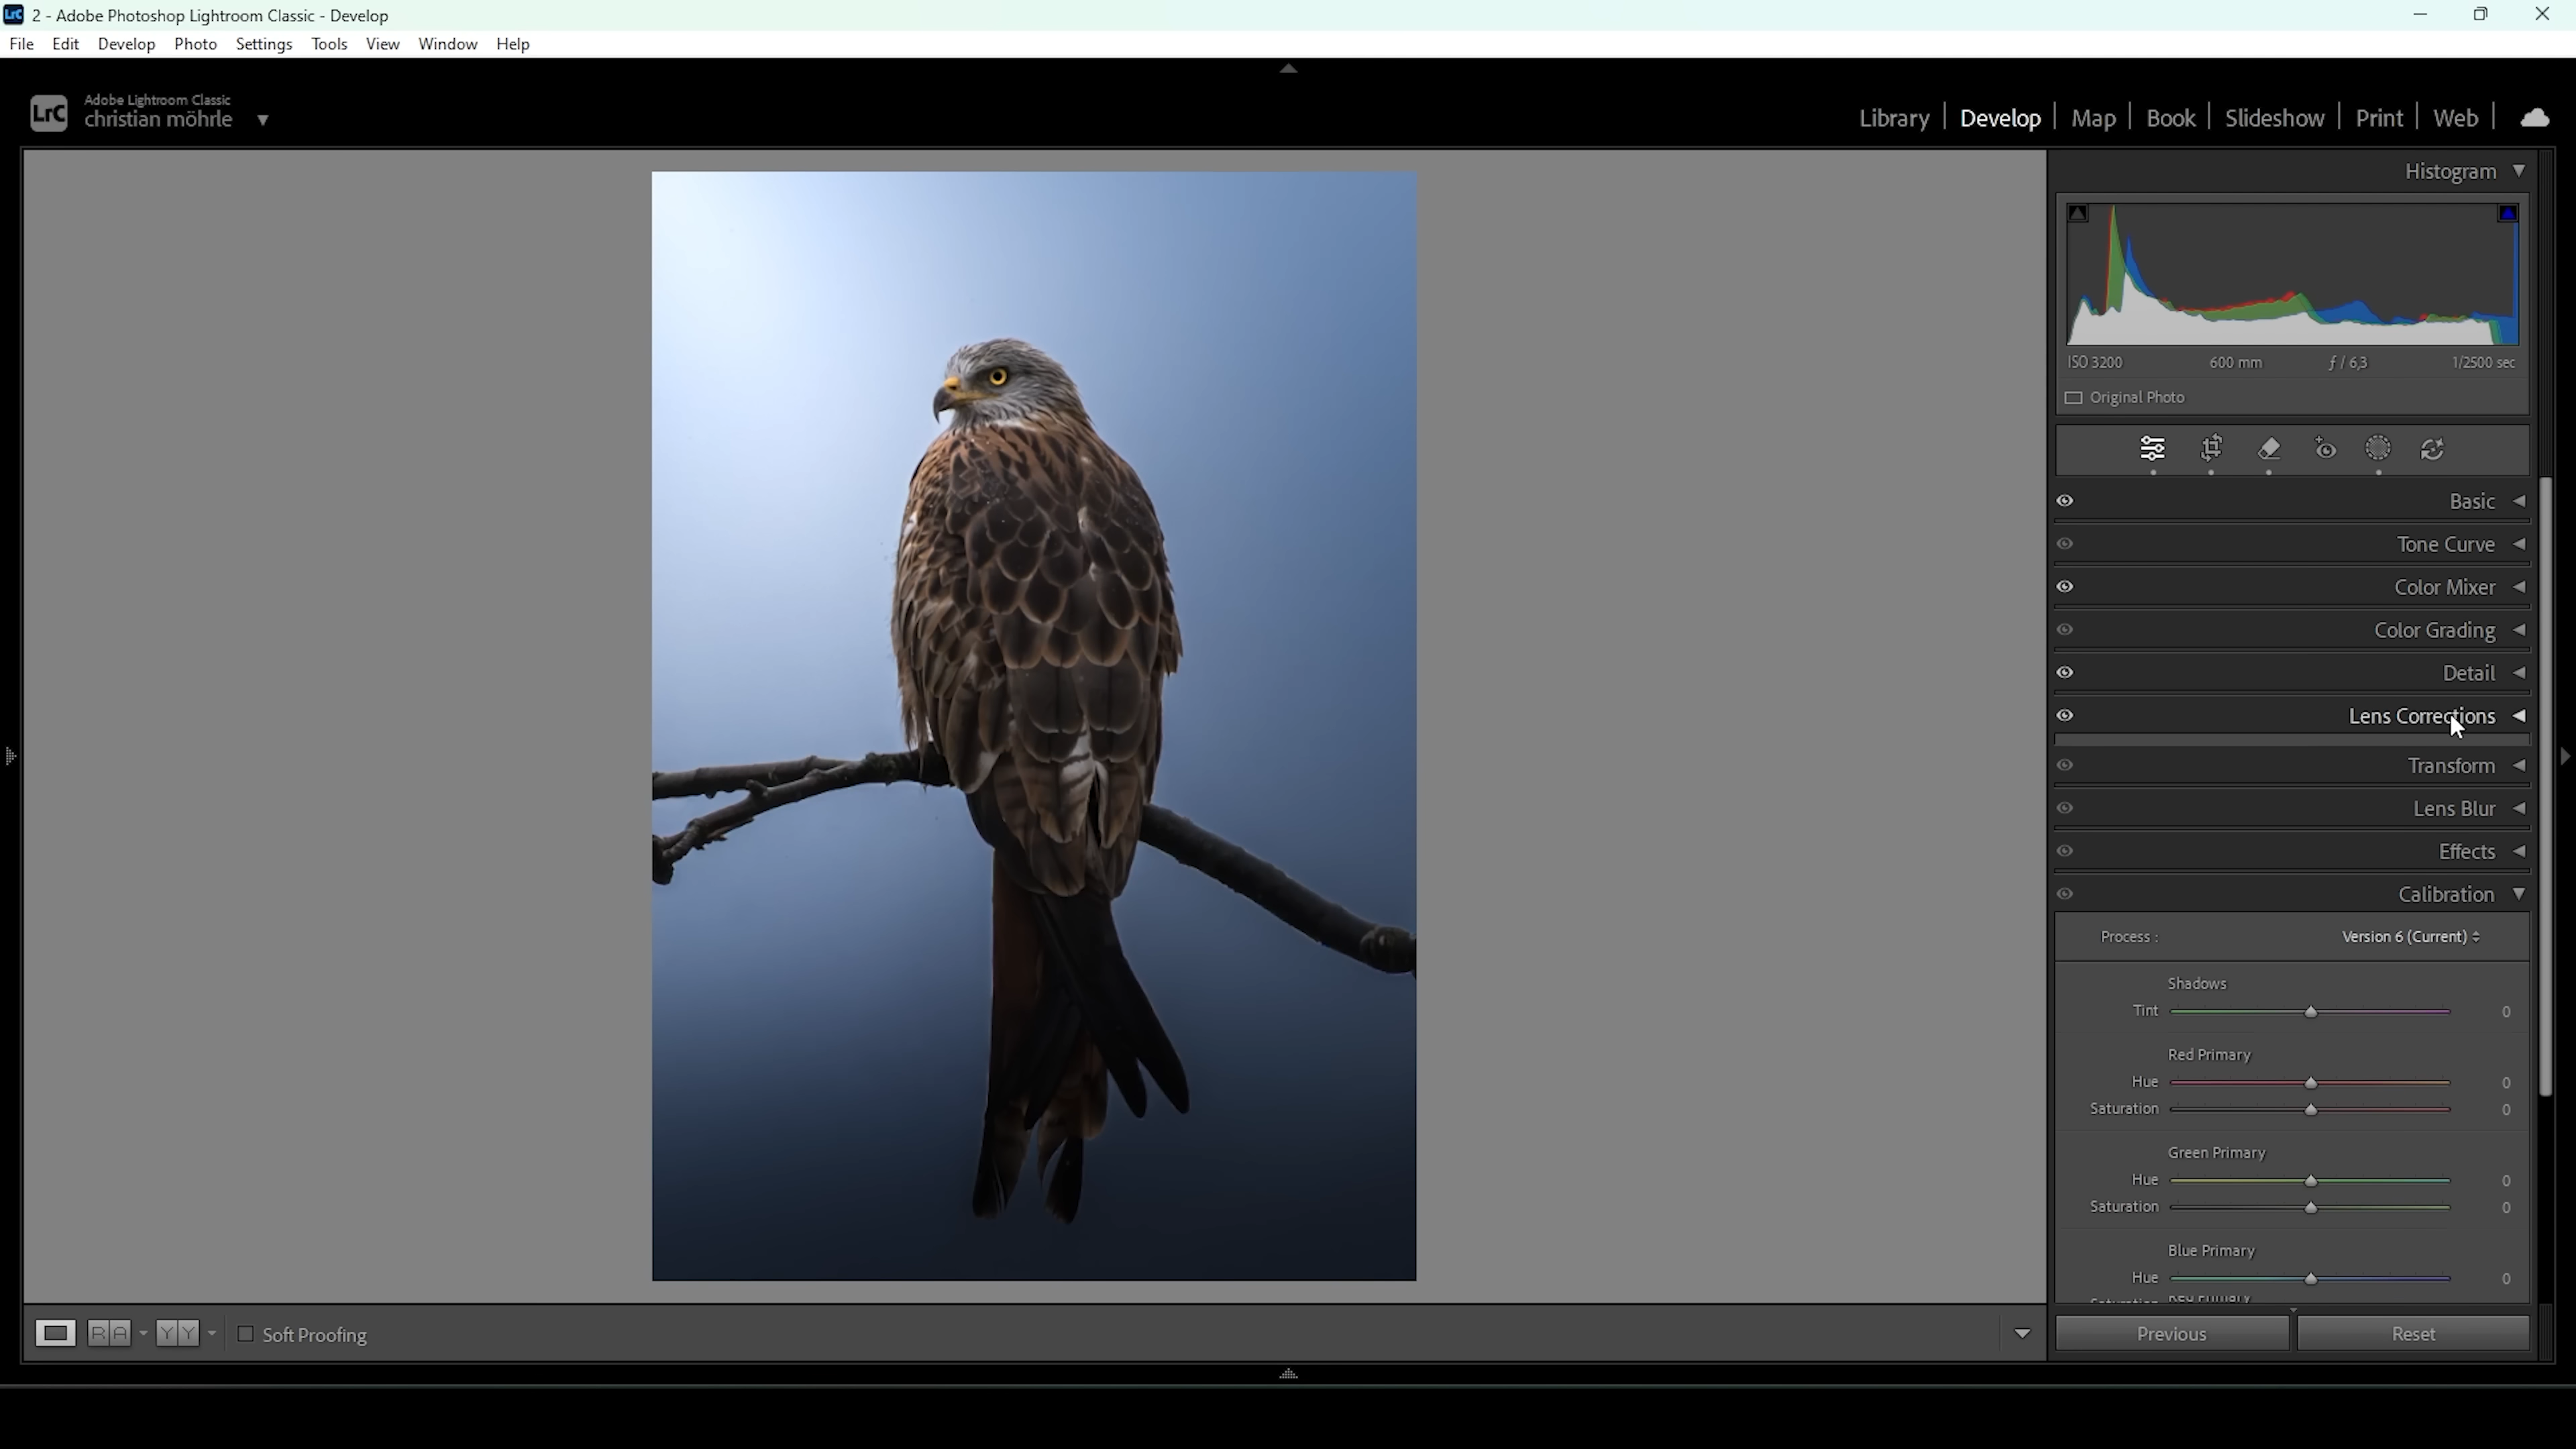 LrC 2 - Adobe Photoshop Lightroom Classic - Develop
File Edit Develop Photo Settings Tools View Window Help
LrC Adobe Lightroom Classic
christian möhrle
Library | Develop | Map | Book | Slideshow | Print | Web |
Histogram
ISO 3200 600 mm ƒ / 6,3 1/2500 sec
Original Photo
Basic
Tone Curve
Color Mixer
Color Grading
Detail
Lens Corrections
Transform
Lens Blur
Effects
Calibration
Process : Version 6 (Current)
Shadows
Tint 0
Red Primary
Hue 0
Saturation 0
Green Primary
Hue 0
Saturation 0
Blue Primary
Hue 0
R A Y Y Soft Proofing
Previous Reset